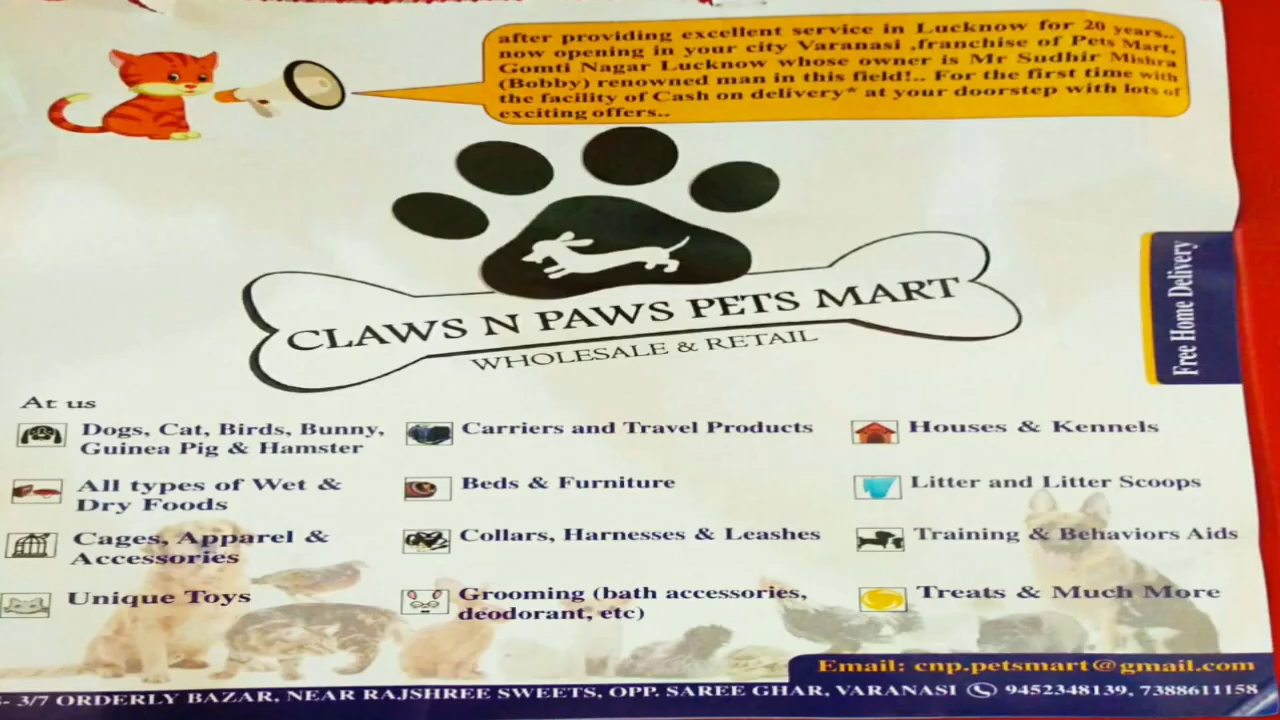 after providing excellent service in Lucknow for 20 years..
now opening in your city Varanasi ,franchise of Pets Mart,
Gomti Nagar Lucknow whose owner is Mr Sudhir Mishra
(Bobby) renowned man in this field!.. For the first time with
the facility of Cash on delivery* at your doorstep with lots of
exciting offers..
CLAWS N PAWS PETS MART
WHOLESALE & RETAIL
Free Home Delivery
At us
Dogs, Cat, Birds, Bunny,
Guinea Pig & Hamster
All types of Wet &
Dry Foods
Cages, Apparel &
Accessories
Unique Toys
Carriers and Travel Products
Beds & Furniture
Collars, Harnesses & Leashes
Grooming (bath accessories,
deodorant, etc)
Houses & Kennels
Litter and Litter Scoops
Training & Behaviors Aids
Treats & Much More
Email: cnp.petsmart@gmail.com
- 3/7 ORDERLY BAZAR, NEAR RAJSHREE SWEETS, OPP. SAREE GHAR, VARANASI 9452348139, 7388611158